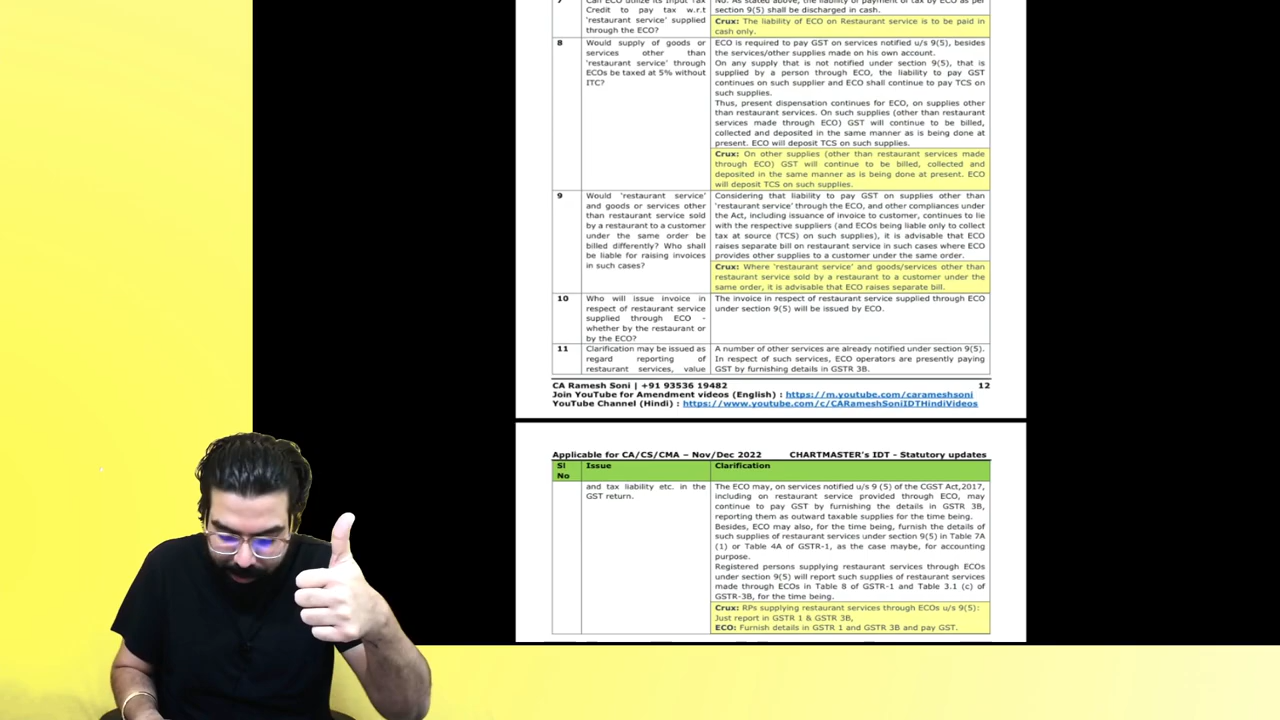 7 Can ECO utilize its Input Tax
Credit to pay tax w.r.t
'restaurant service' supplied
through the ECO?
No. As stated above, the liability of payment of tax by ECO as per
section 9(5) shall be discharged in cash.
Crux: The liability of ECO on Restaurant service is to be paid in
cash only.
8 Would supply of goods or
services other than
'restaurant service' through
ECOs be taxed at 5% without
ITC?
ECO is required to pay GST on services notified u/s 9(5), besides
the services/other supplies made on his own account.
On any supply that is not notified under section 9(5), that is
supplied by a person through ECO, the liability to pay GST
continues on such supplier and ECO shall continue to pay TCS on
such supplies.
Thus, present dispensation continues for ECO, on supplies other
than restaurant services. On such supplies (other than restaurant
services made through ECO) GST will continue to be billed,
collected and deposited in the same manner as is being done at
present. ECO will deposit TCS on such supplies.
Crux: On other supplies (other than restaurant services made
through ECO) GST will continue to be billed, collected and
deposited in the same manner as is being done at present. ECO
will deposit TCS on such supplies.
9 Would 'restaurant service'
and goods or services other
than restaurant service sold
by a restaurant to a customer
under the same order be
billed differently? Who shall
be liable for raising invoices
in such cases?
Considering that liability to pay GST on supplies other than
'restaurant service' through the ECO, and other compliances under
the Act, including issuance of invoice to customer, continues to lie
with the respective suppliers (and ECOs being liable only to collect
tax at source (TCS) on such supplies), it is advisable that ECO
raises separate bill on restaurant service in such cases where ECO
provides other supplies to a customer under the same order.
Crux: Where 'restaurant service' and goods/services other than
restaurant service sold by a restaurant to a customer under the
same order, it is advisable that ECO raises separate bill.
10 Who will issue invoice in
respect of restaurant service
supplied through ECO -
whether by the restaurant or
by the ECO?
The invoice in respect of restaurant service supplied through ECO
under section 9(5) will be issued by ECO.
11 Clarification may be issued as
regard reporting of
restaurant services, value
A number of other services are already notified under section 9(5).
In respect of such services, ECO operators are presently paying
GST by furnishing details in GSTR 3B.
CA Ramesh Soni | +91 93536 19482 12
Join YouTube for Amendment videos (English) : https://m.youtube.com/carameshsoni
YouTube Channel (Hindi) : https://www.youtube.com/c/CARameshSoniIDTHindiVideos
Applicable for CA/CS/CMA – Nov/Dec 2022 CHARTMASTER's IDT - Statutory updates
Sl Issue Clarification
No
and tax liability etc. in the
GST return.
The ECO may, on services notified u/s 9 (5) of the CGST Act,2017,
including on restaurant service provided through ECO, may
continue to pay GST by furnishing the details in GSTR 3B,
reporting them as outward taxable supplies for the time being.
Besides, ECO may also, for the time being, furnish the details of
such supplies of restaurant services under section 9(5) in Table 7A
(1) or Table 4A of GSTR-1, as the case maybe, for accounting
purpose.
Registered persons supplying restaurant services through ECOs
under section 9(5) will report such supplies of restaurant services
made through ECOs in Table 8 of GSTR-1 and Table 3.1 (c) of
GSTR-3B, for the time being.
Crux: RPs supplying restaurant services through ECOs u/s 9(5):
Just report in GSTR 1 & GSTR 3B,
ECO: Furnish details in GSTR 1 and GSTR 3B and pay GST.